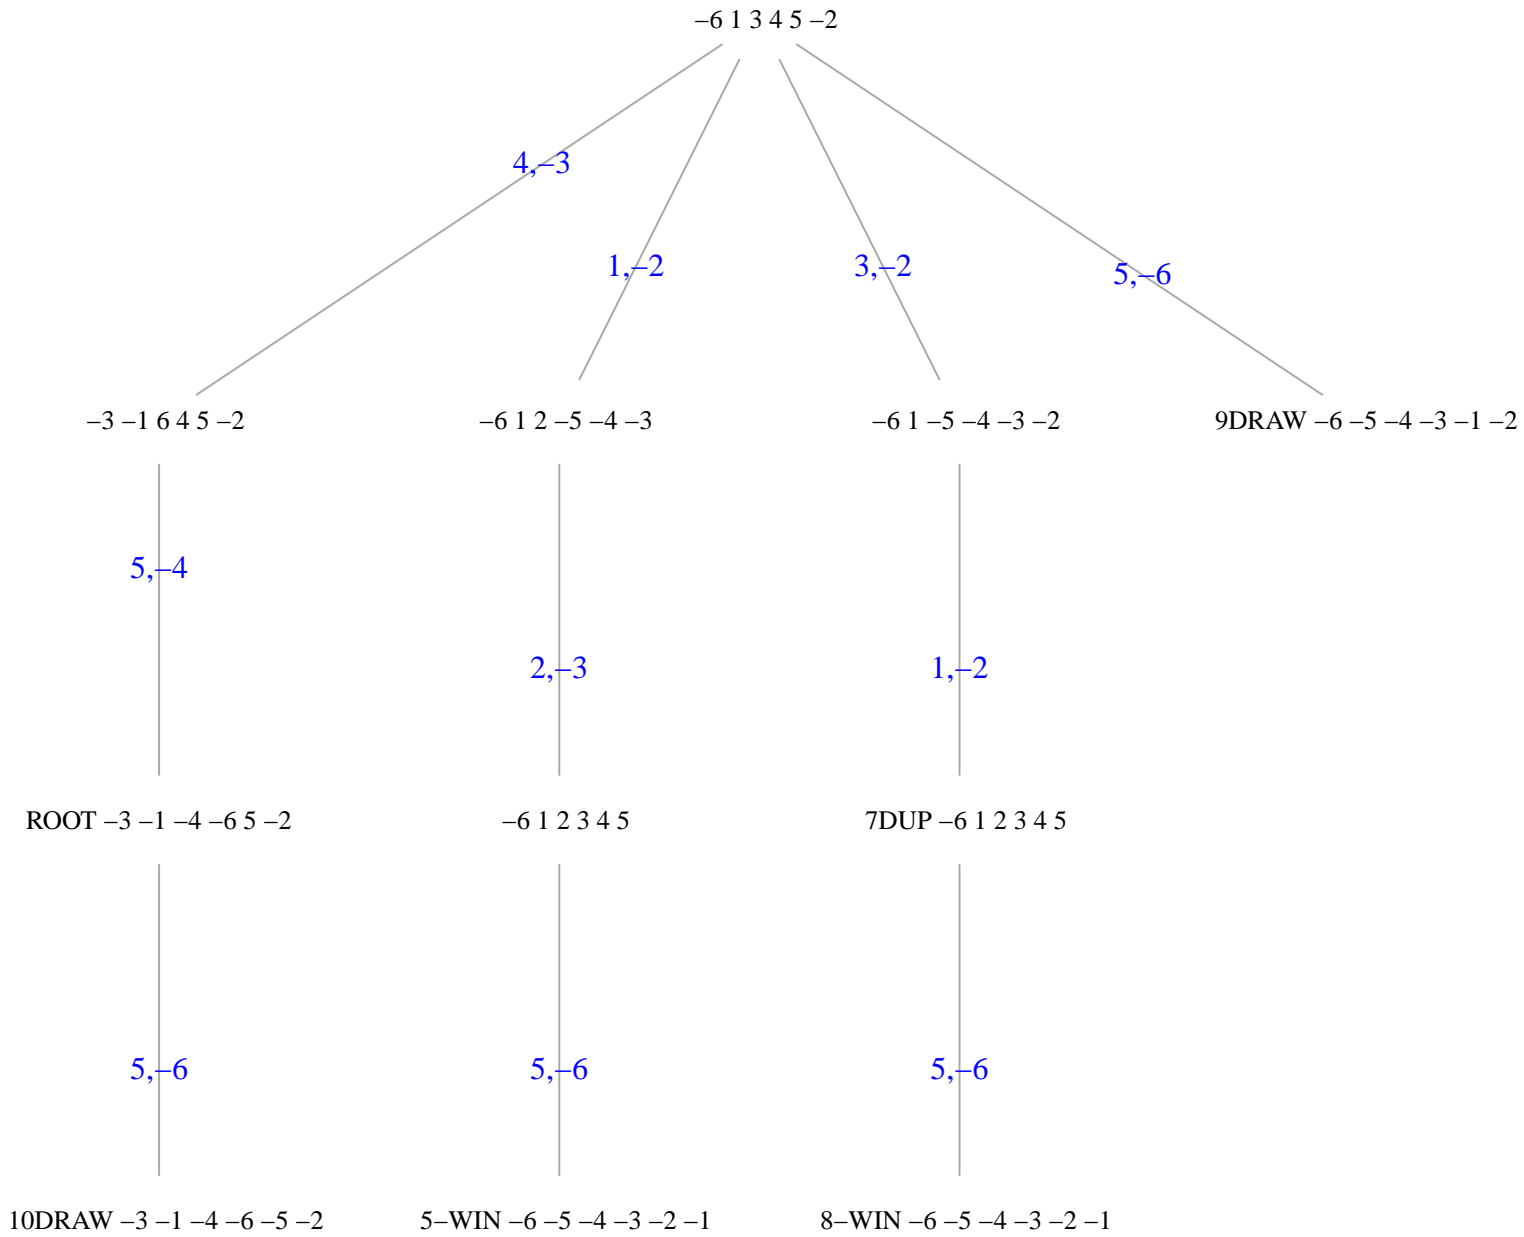 –6 1 3 4 5 –2
4,–3
1,–2
3,–2
5,–6
–3 –1 6 4 5 –2
–6 1 2 –5 –4 –3
–6 1 –5 –4 –3 –2
9DRAW –6 –5 –4 –3 –1 –2
5,–4
2,–3
1,–2
ROOT –3 –1 –4 –6 5 –2
–6 1 2 3 4 5
7DUP –6 1 2 3 4 5
5,–6
5,–6
5,–6
10DRAW –3 –1 –4 –6 –5 –2
5–WIN –6 –5 –4 –3 –2 –1
8–WIN –6 –5 –4 –3 –2 –1